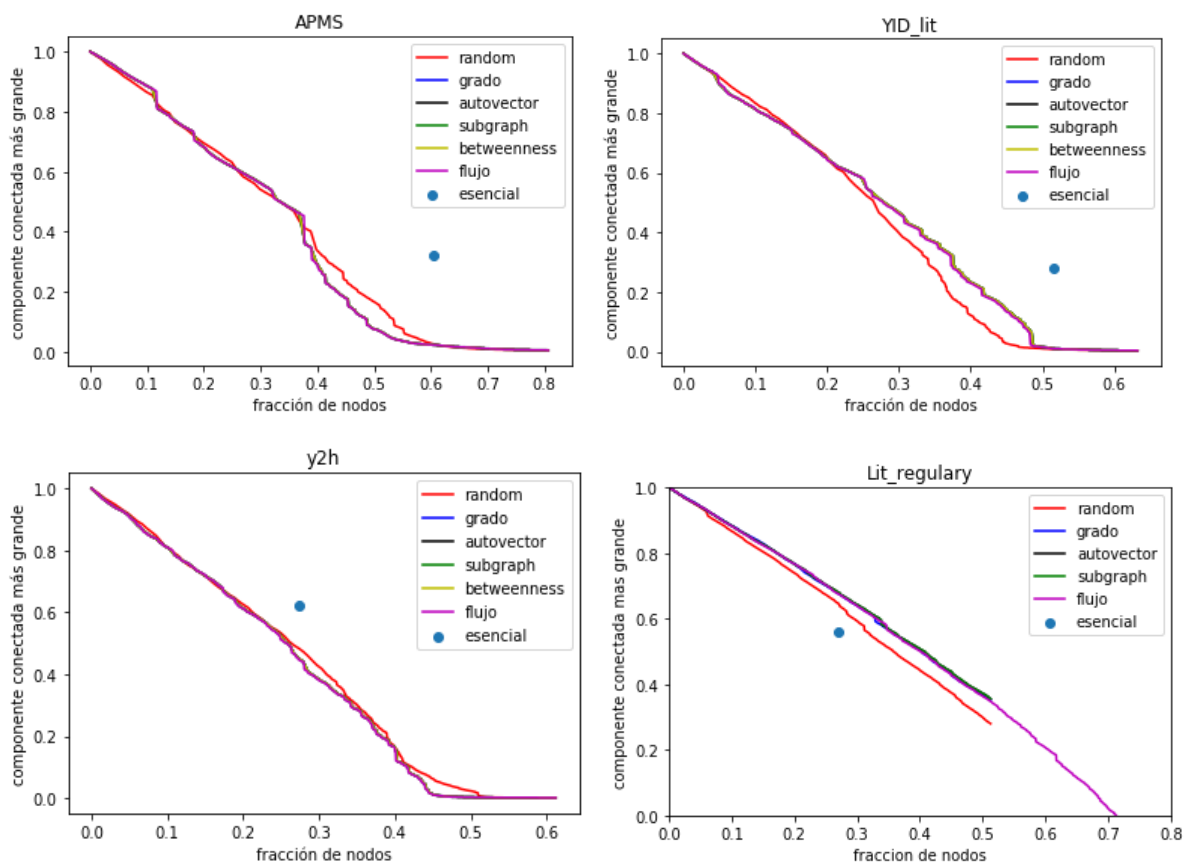 APMS
componente conectada más grande
1.0
0.8
0.6
0.4
0.2
0.0
random
grado
autovector
subgraph
betweenness
flujo
esencial
0.0 0.1 0.2 0.3 0.4 0.5 0.6 0.7 0.8
fracción de nodos
YID_lit
componente conectada más grande
1.0
0.8
0.6
0.4
0.2
0.0
random
grado
autovector
subgraph
betweenness
flujo
esencial
0.0 0.1 0.2 0.3 0.4 0.5 0.6
fracción de nodos
y2h
componente conectada más grande
1.0
0.8
0.6
0.4
0.2
0.0
random
grado
autovector
subgraph
betweenness
flujo
esencial
0.0 0.1 0.2 0.3 0.4 0.5 0.6
fracción de nodos
Lit_regulary
componente conectada mas grande
1.0
0.8
0.6
0.4
0.2
0.0
random
grado
autovector
subgraph
flujo
esencial
0.0 0.1 0.2 0.3 0.4 0.5 0.6 0.7 0.8
fraccion de nodos